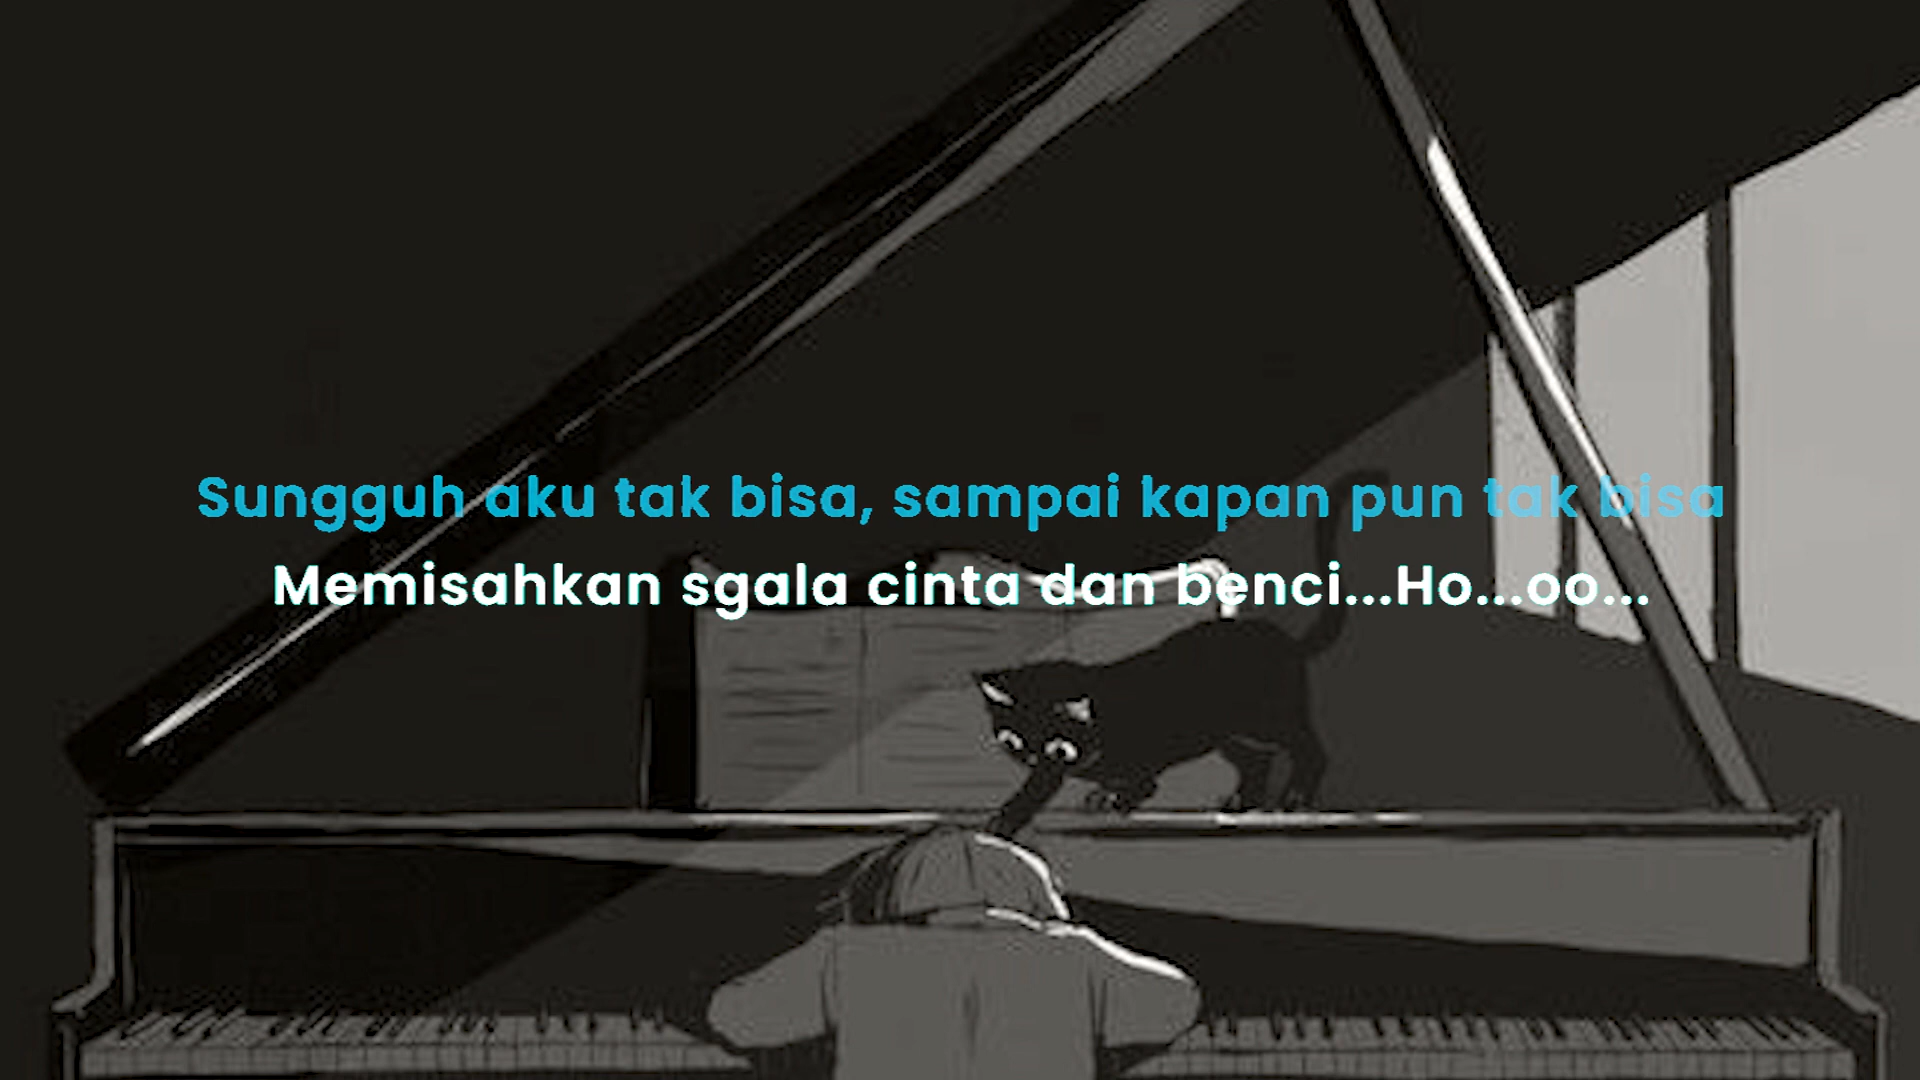 Sungguh aku tak bisa, sampai kapan pun tak bisa
Memisahkan sgala cinta dan benci...Ho...oo...